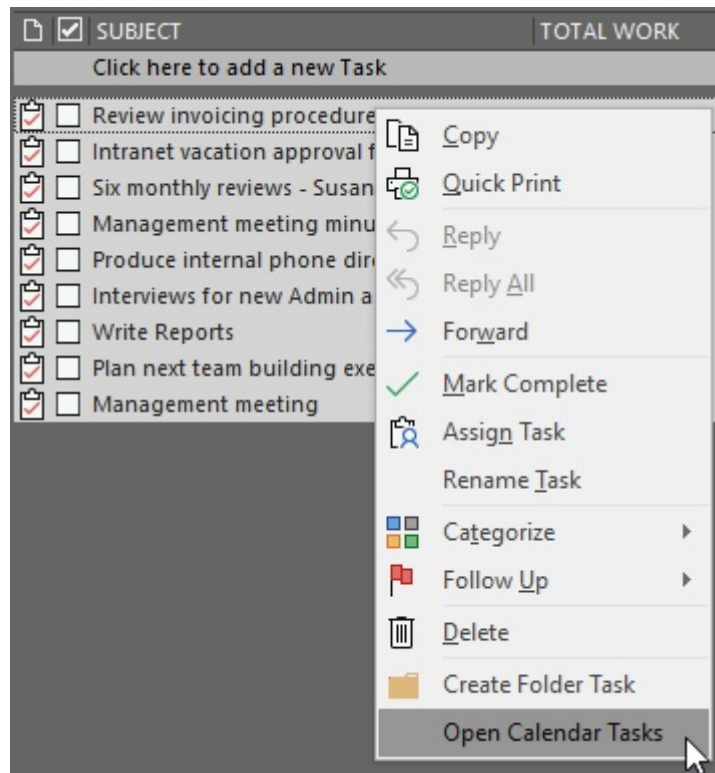 SUBJECT TOTAL WORK
Click here to add a new Task
Review invoicing procedure
Intranet vacation approval f
Six monthly reviews - Susan
Management meeting minu
Produce internal phone dire
Interviews for new Admin a
Write Reports
Plan next team building exe
Management meeting
Copy
Quick Print
Reply
Reply All
Forward
Mark Complete
Assign Task
Rename Task
Categorize
Follow Up
Delete
Create Folder Task
Open Calendar Tasks